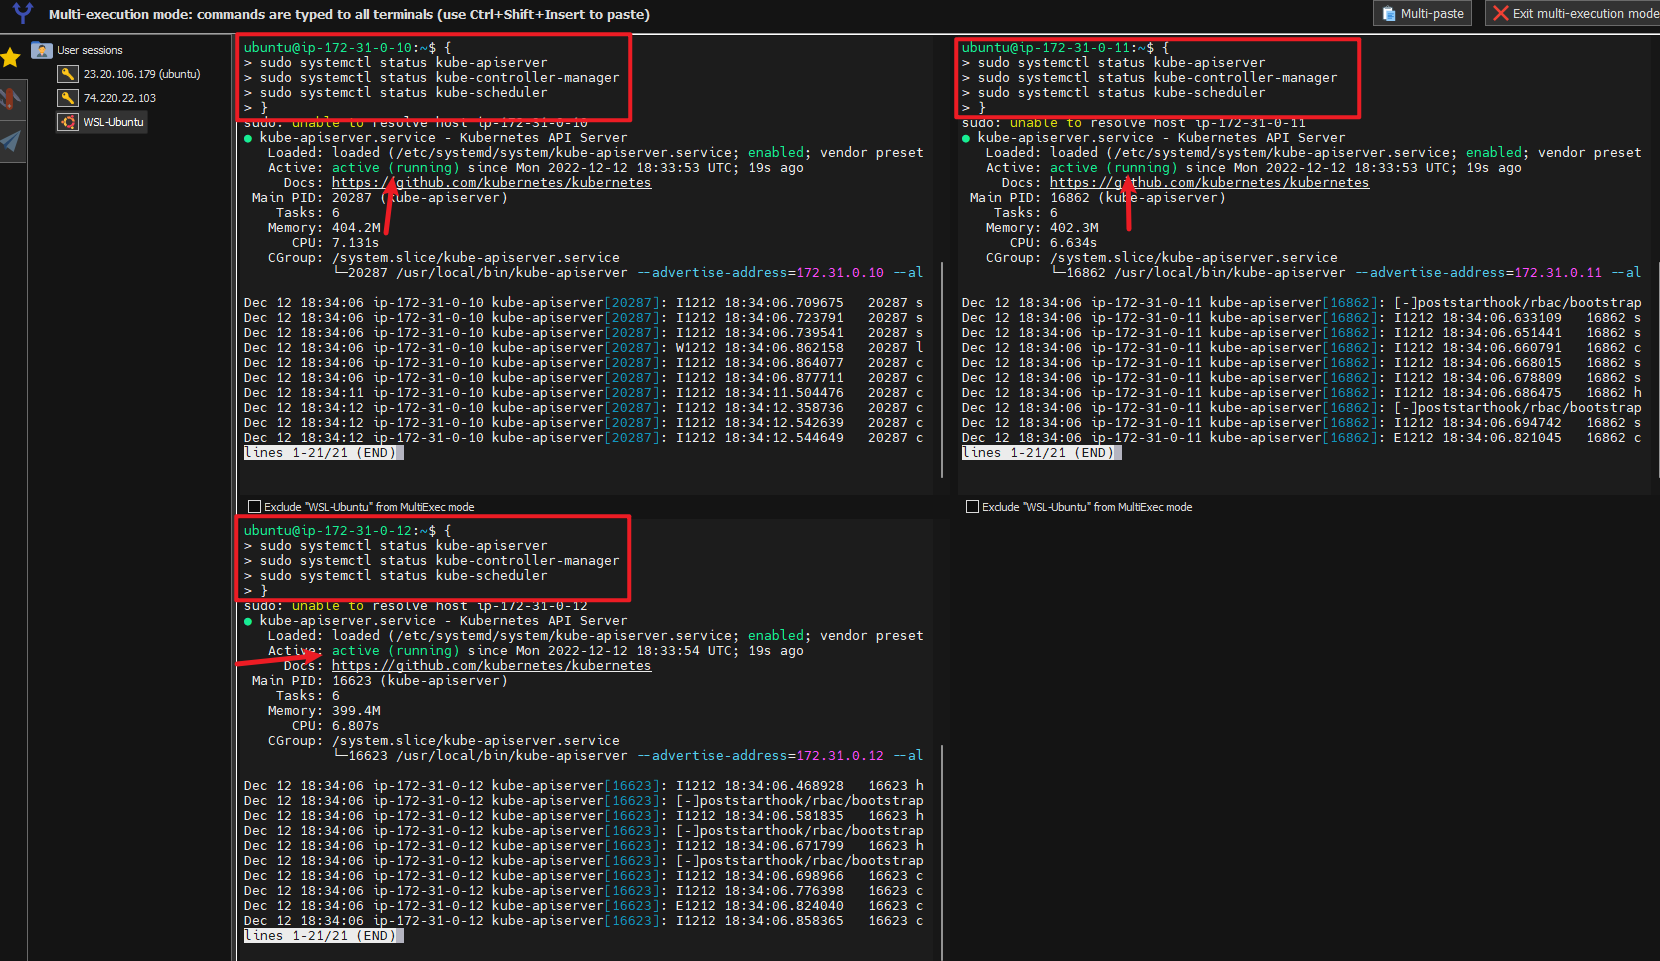 Multi-execution mode: commands are typed to all terminals (use Ctrl+Shift+Insert to paste)
Multi-paste
Exit multi-execution mode
User sessions
23.20.106.179 (ubuntu)
74.220.22.103
WSL-Ubuntu
ubuntu@ip-172-31-0-10:~$ {
> sudo systemctl status kube-apiserver
> sudo systemctl status kube-controller-manager
> sudo systemctl status kube-scheduler
> }
sudo: unable to resolve host ip-172-31-0-10
● kube-apiserver.service - Kubernetes API Server
Loaded: loaded (/etc/systemd/system/kube-apiserver.service; enabled; vendor preset
Active: active (running) since Mon 2022-12-12 18:33:53 UTC; 19s ago
Docs: https://github.com/kubernetes/kubernetes
Main PID: 20287 (kube-apiserver)
Tasks: 6
Memory: 404.2M
CPU: 7.131s
CGroup: /system.slice/kube-apiserver.service
└─20287 /usr/local/bin/kube-apiserver --advertise-address=172.31.0.10 --al
Dec 12 18:34:06 ip-172-31-0-10 kube-apiserver[20287]: I1212 18:34:06.709675 20287 s
Dec 12 18:34:06 ip-172-31-0-10 kube-apiserver[20287]: I1212 18:34:06.723791 20287 s
Dec 12 18:34:06 ip-172-31-0-10 kube-apiserver[20287]: I1212 18:34:06.739541 20287 s
Dec 12 18:34:06 ip-172-31-0-10 kube-apiserver[20287]: W1212 18:34:06.862158 20287 l
Dec 12 18:34:06 ip-172-31-0-10 kube-apiserver[20287]: I1212 18:34:06.864077 20287 c
Dec 12 18:34:06 ip-172-31-0-10 kube-apiserver[20287]: I1212 18:34:06.877711 20287 c
Dec 12 18:34:11 ip-172-31-0-10 kube-apiserver[20287]: I1212 18:34:11.504476 20287 c
Dec 12 18:34:12 ip-172-31-0-10 kube-apiserver[20287]: I1212 18:34:12.358736 20287 c
Dec 12 18:34:12 ip-172-31-0-10 kube-apiserver[20287]: I1212 18:34:12.542639 20287 c
Dec 12 18:34:12 ip-172-31-0-10 kube-apiserver[20287]: I1212 18:34:12.544649 20287 c
lines 1-21/21 (END)
Exclude "WSL-Ubuntu" from MultiExec mode
ubuntu@ip-172-31-0-11:~$ {
> sudo systemctl status kube-apiserver
> sudo systemctl status kube-controller-manager
> sudo systemctl status kube-scheduler
> }
sudo: unable to resolve host ip-172-31-0-11
● kube-apiserver.service - Kubernetes API Server
Loaded: loaded (/etc/systemd/system/kube-apiserver.service; enabled; vendor preset
Active: active (running) since Mon 2022-12-12 18:33:53 UTC; 19s ago
Docs: https://github.com/kubernetes/kubernetes
Main PID: 16862 (kube-apiserver)
Tasks: 6
Memory: 402.3M
CPU: 6.634s
CGroup: /system.slice/kube-apiserver.service
└─16862 /usr/local/bin/kube-apiserver --advertise-address=172.31.0.11 --al
Dec 12 18:34:06 ip-172-31-0-11 kube-apiserver[16862]: [-]poststarthook/rbac/bootstrap
Dec 12 18:34:06 ip-172-31-0-11 kube-apiserver[16862]: I1212 18:34:06.633109 16862 s
Dec 12 18:34:06 ip-172-31-0-11 kube-apiserver[16862]: I1212 18:34:06.651441 16862 s
Dec 12 18:34:06 ip-172-31-0-11 kube-apiserver[16862]: I1212 18:34:06.660791 16862 c
Dec 12 18:34:06 ip-172-31-0-11 kube-apiserver[16862]: I1212 18:34:06.668015 16862 s
Dec 12 18:34:06 ip-172-31-0-11 kube-apiserver[16862]: I1212 18:34:06.678809 16862 s
Dec 12 18:34:06 ip-172-31-0-11 kube-apiserver[16862]: I1212 18:34:06.686475 16862 h
Dec 12 18:34:06 ip-172-31-0-11 kube-apiserver[16862]: [-]poststarthook/rbac/bootstrap
Dec 12 18:34:06 ip-172-31-0-11 kube-apiserver[16862]: I1212 18:34:06.694742 16862 s
Dec 12 18:34:06 ip-172-31-0-11 kube-apiserver[16862]: E1212 18:34:06.821045 16862 c
lines 1-21/21 (END)
Exclude "WSL-Ubuntu" from MultiExec mode
ubuntu@ip-172-31-0-12:~$ {
> sudo systemctl status kube-apiserver
> sudo systemctl status kube-controller-manager
> sudo systemctl status kube-scheduler
> }
sudo: unable to resolve host ip-172-31-0-12
● kube-apiserver.service - Kubernetes API Server
Loaded: loaded (/etc/systemd/system/kube-apiserver.service; enabled; vendor preset
Active: active (running) since Mon 2022-12-12 18:33:54 UTC; 19s ago
Docs: https://github.com/kubernetes/kubernetes
Main PID: 16623 (kube-apiserver)
Tasks: 6
Memory: 399.4M
CPU: 6.807s
CGroup: /system.slice/kube-apiserver.service
└─16623 /usr/local/bin/kube-apiserver --advertise-address=172.31.0.12 --al
Dec 12 18:34:06 ip-172-31-0-12 kube-apiserver[16623]: I1212 18:34:06.468928 16623 h
Dec 12 18:34:06 ip-172-31-0-12 kube-apiserver[16623]: [-]poststarthook/rbac/bootstrap
Dec 12 18:34:06 ip-172-31-0-12 kube-apiserver[16623]: I1212 18:34:06.581835 16623 h
Dec 12 18:34:06 ip-172-31-0-12 kube-apiserver[16623]: [-]poststarthook/rbac/bootstrap
Dec 12 18:34:06 ip-172-31-0-12 kube-apiserver[16623]: I1212 18:34:06.671799 16623 h
Dec 12 18:34:06 ip-172-31-0-12 kube-apiserver[16623]: [-]poststarthook/rbac/bootstrap
Dec 12 18:34:06 ip-172-31-0-12 kube-apiserver[16623]: I1212 18:34:06.698966 16623 c
Dec 12 18:34:06 ip-172-31-0-12 kube-apiserver[16623]: I1212 18:34:06.776398 16623 c
Dec 12 18:34:06 ip-172-31-0-12 kube-apiserver[16623]: E1212 18:34:06.824040 16623 c
Dec 12 18:34:06 ip-172-31-0-12 kube-apiserver[16623]: I1212 18:34:06.858365 16623 c
lines 1-21/21 (END)